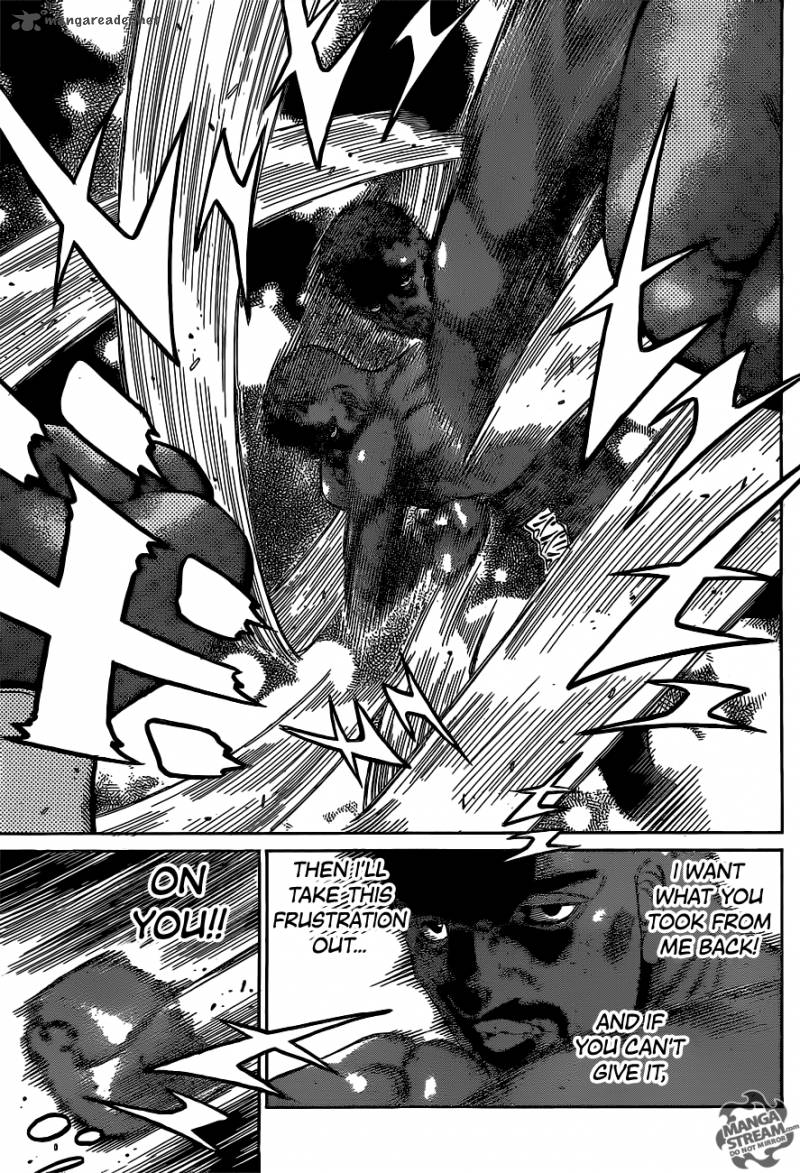 mangareader.net
I WANT
WHAT YOU
TOOK FROM
ME BACK!
AND IF
YOU CAN'T
GIVE IT,
THEN I'LL
TAKE THIS
FRUSTRATION
OUT...
ON
YOU!!
MANGA
STREAM.com
DO NOT MIRROR